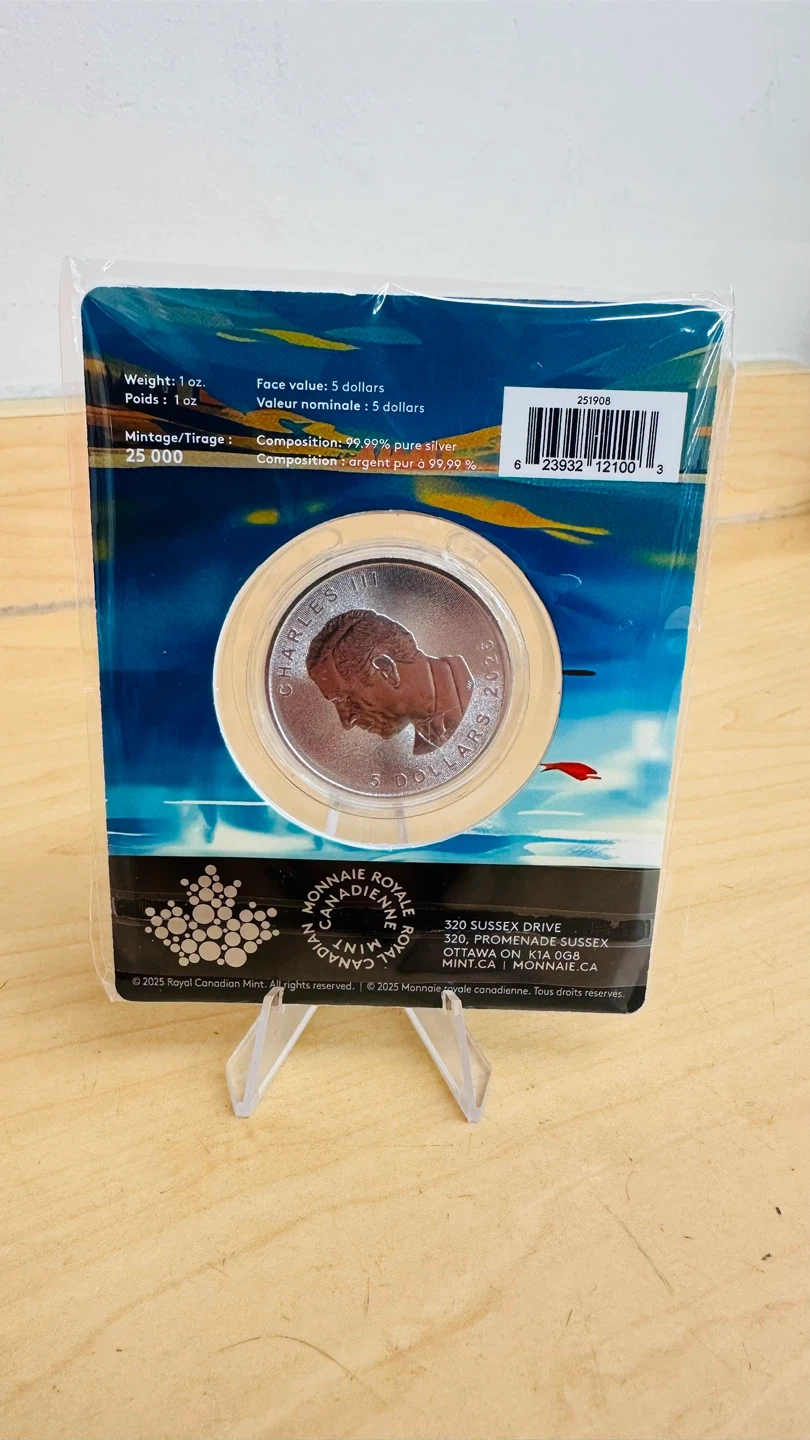 Weight: 1 oz.
Poids : 1 oz
Mintage/Tirage :
25 000
Face value: 5 dollars
Valeur nominale : 5 dollars
Composition: 99.99% pure silver
Composition : argent pur à 99,99 %
251908
6 23932 12100 3
CHARLES III
5 DOLLARS 2025
MONNAIE ROYALE
CANADIENNE
ROYAL CANADIAN
MINT
320 SUSSEX DRIVE
320, PROMENADE SUSSEX
OTTAWA ON K1A 0G8
MINT.CA | MONNAIE.CA
© 2025 Royal Canadian Mint. All rights reserved. | © 2025 Monnaie royale canadienne. Tous droits réservés.